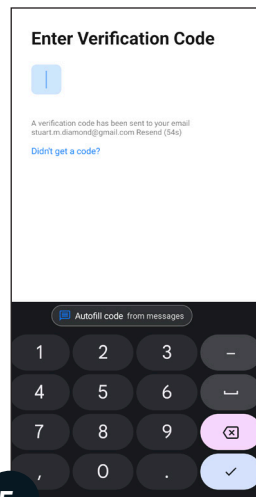 Enter Verification Code
A verification code has been sent to your email
stuart.m.diamond@gmail.com Resend (54s)
Didn't get a code?
Autofill code from messages
1 2 3 –
4 5 6
7 8 9
, 0 .